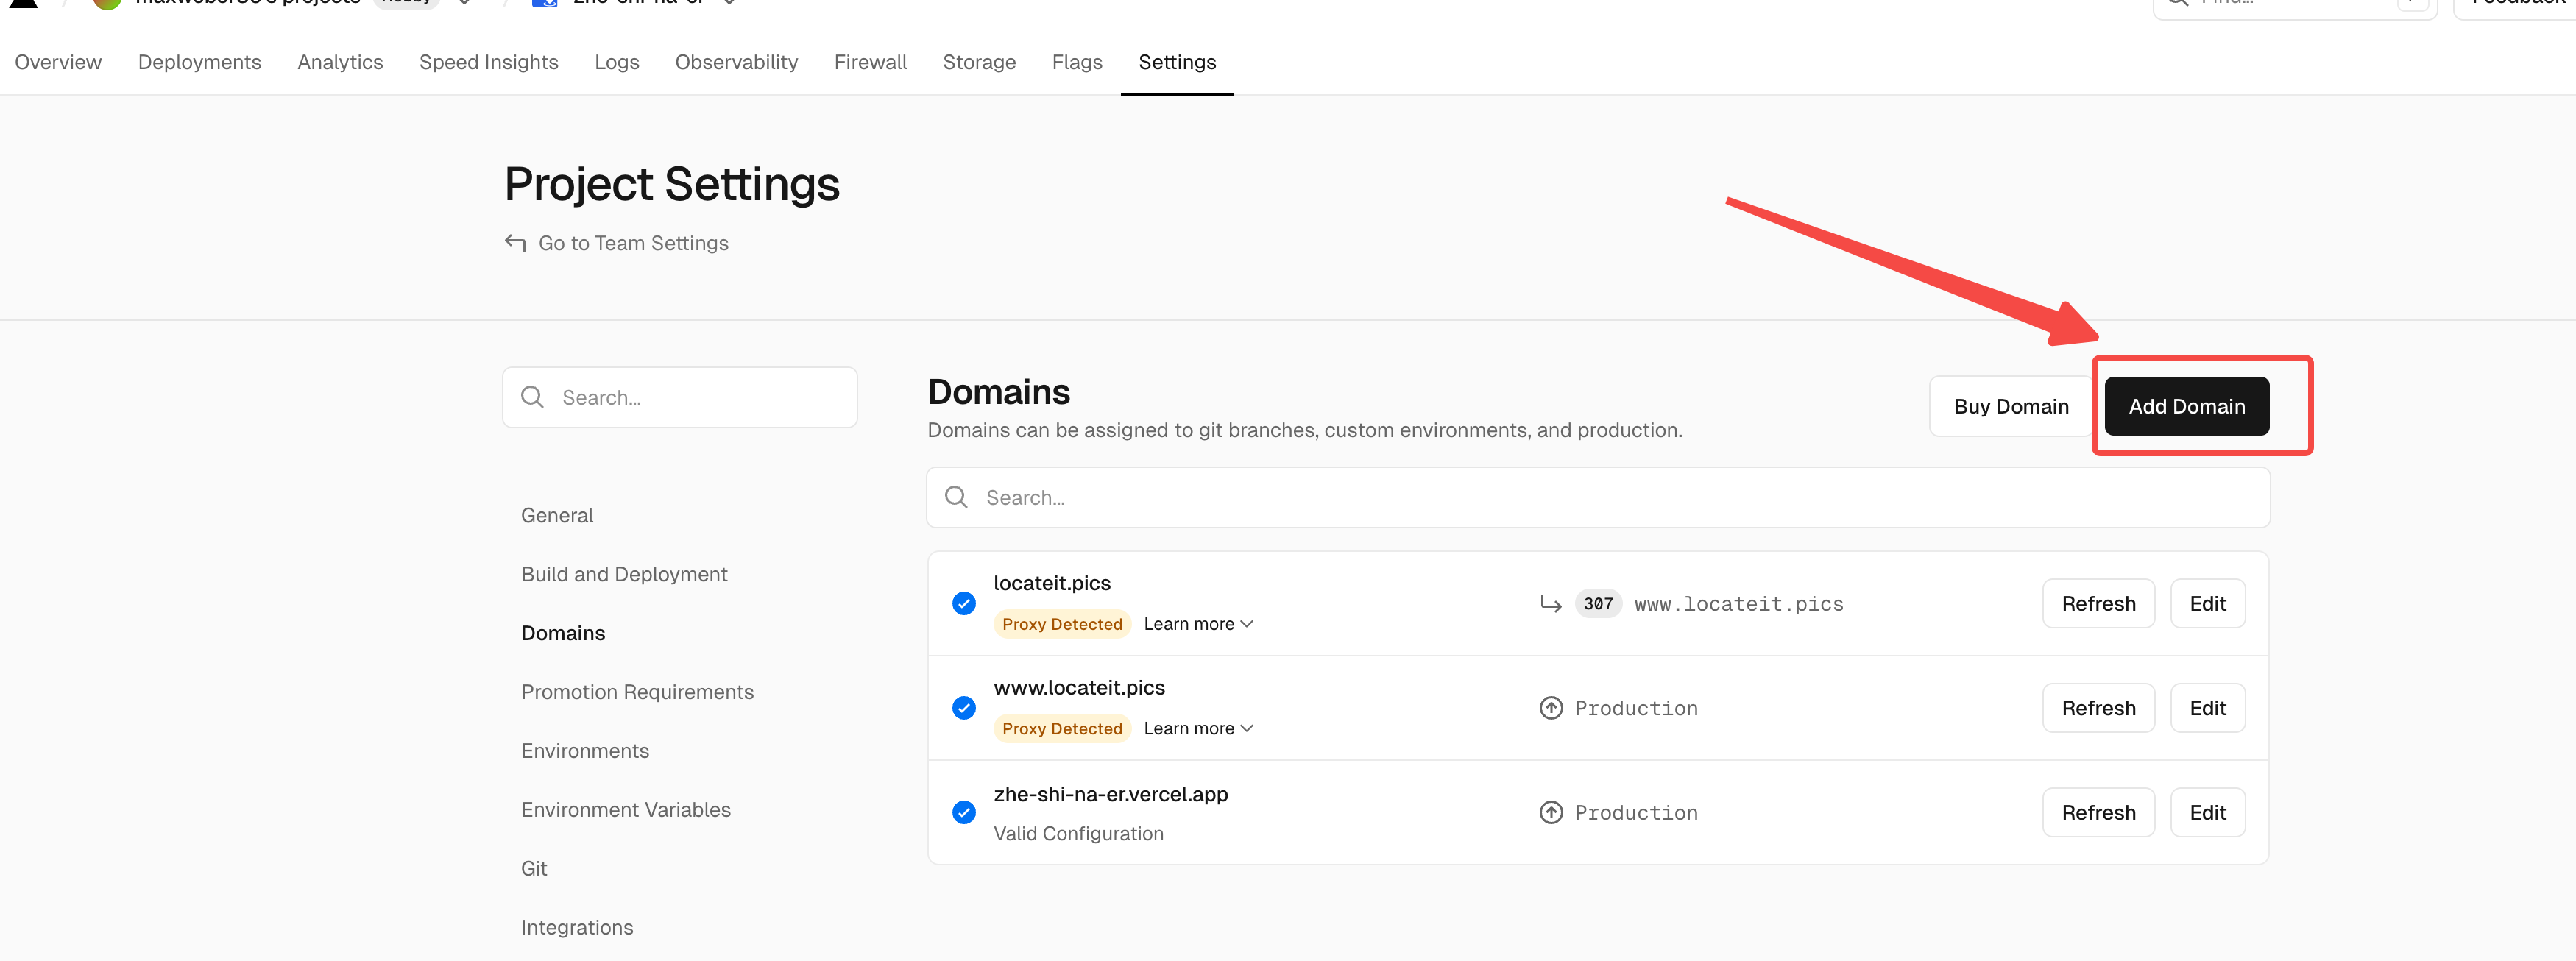 Overview Deployments Analytics Speed Insights Logs Observability Firewall Storage Flags Settings
Project Settings
Go to Team Settings
Search...
General
Build and Deployment
Domains
Promotion Requirements
Environments
Environment Variables
Git
Integrations
Domains
Domains can be assigned to git branches, custom environments, and production.
Buy Domain
Add Domain
Search...
locateit.pics
Proxy Detected Learn more
307 www.locateit.pics
Refresh Edit
www.locateit.pics
Proxy Detected Learn more
Production
Refresh Edit
zhe-shi-na-er.vercel.app
Valid Configuration
Production
Refresh Edit